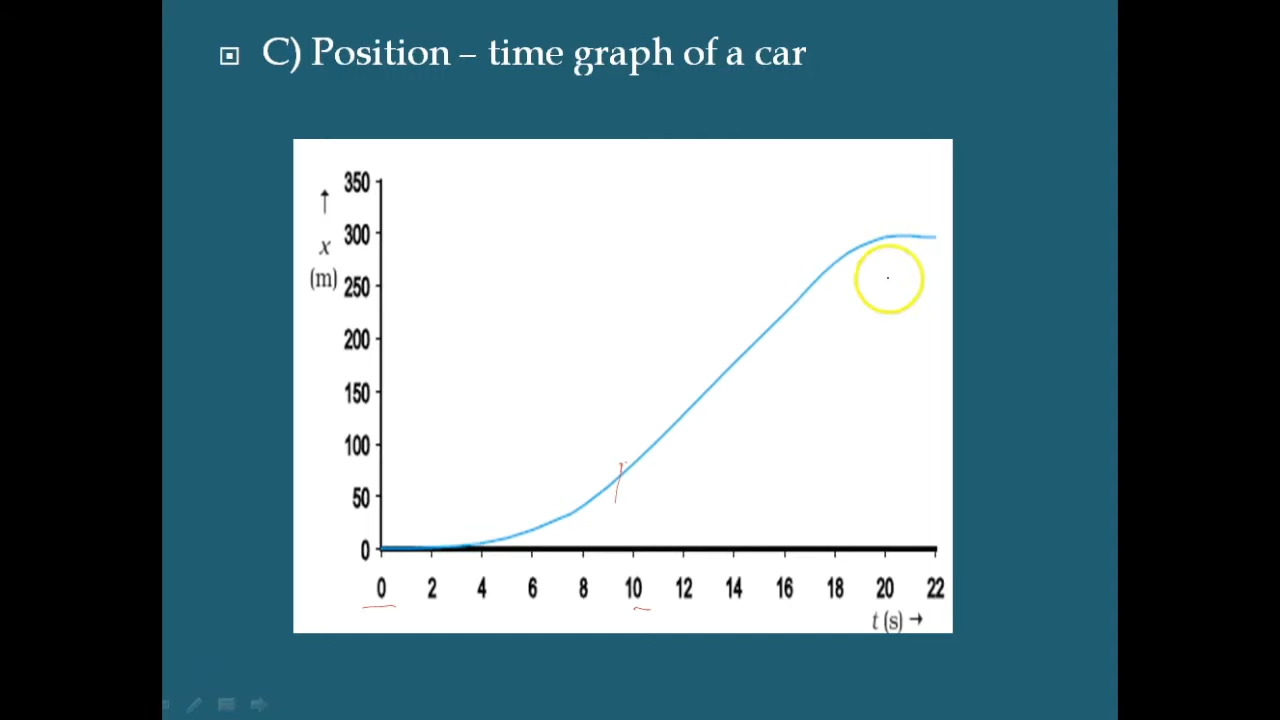 C) Position – time graph of a car
350
↑
300
x
(m)
250
200
150
100
50
0
0 2 4 6 8 10 12 14 16 18 20 22
t (s) →